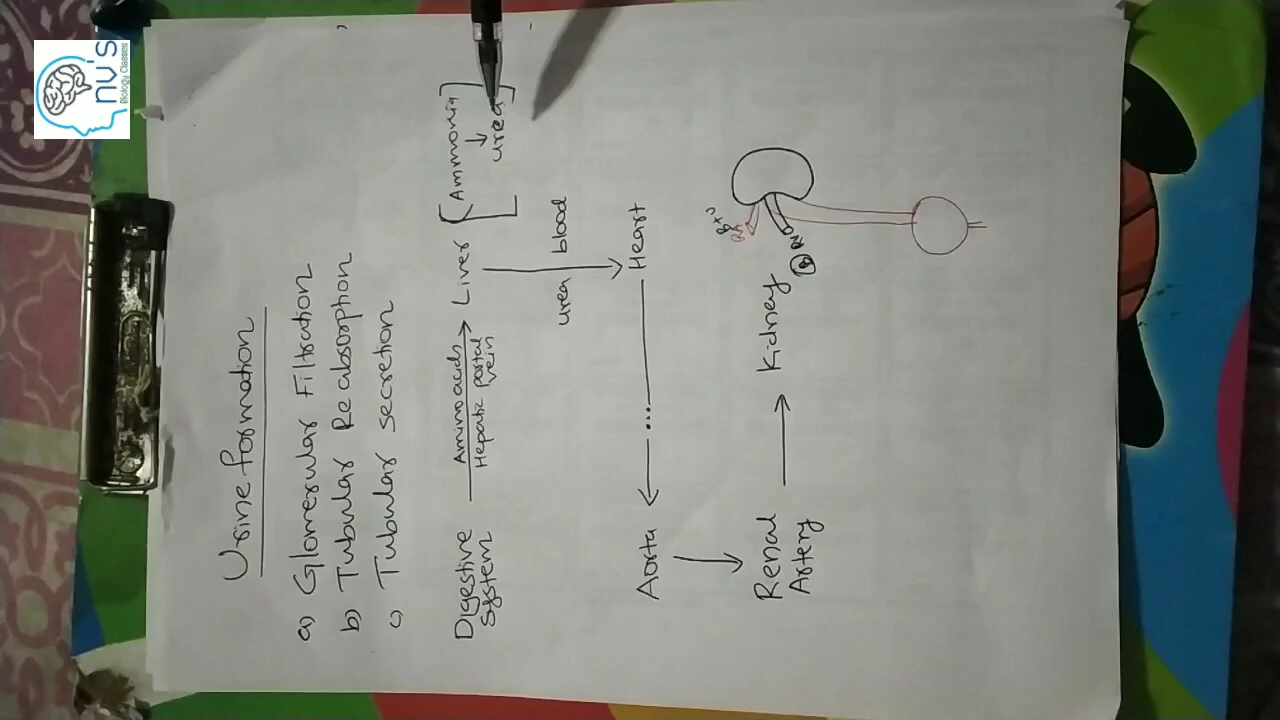 nv's
Biology Classes
Urine formation
a) Glomerular Filtration
b) Tubular Reabsorption
c) Tubular secretion
Digestive system
Amino acids
Hepatic portal vein
Liver
Ammonia
↓
urea
urea blood
Heart
...
Aorta
Renal Artery
Kidney